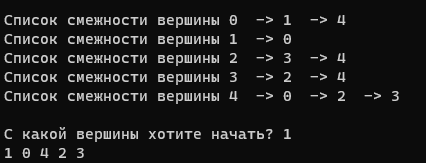 Список смежности вершины 0  -> 1  -> 4
Список смежности вершины 1  -> 0
Список смежности вершины 2  -> 3  -> 4
Список смежности вершины 3  -> 2  -> 4
Список смежности вершины 4  -> 0  -> 2  -> 3
С какой вершины хотите начать? 1
1 0 4 2 3